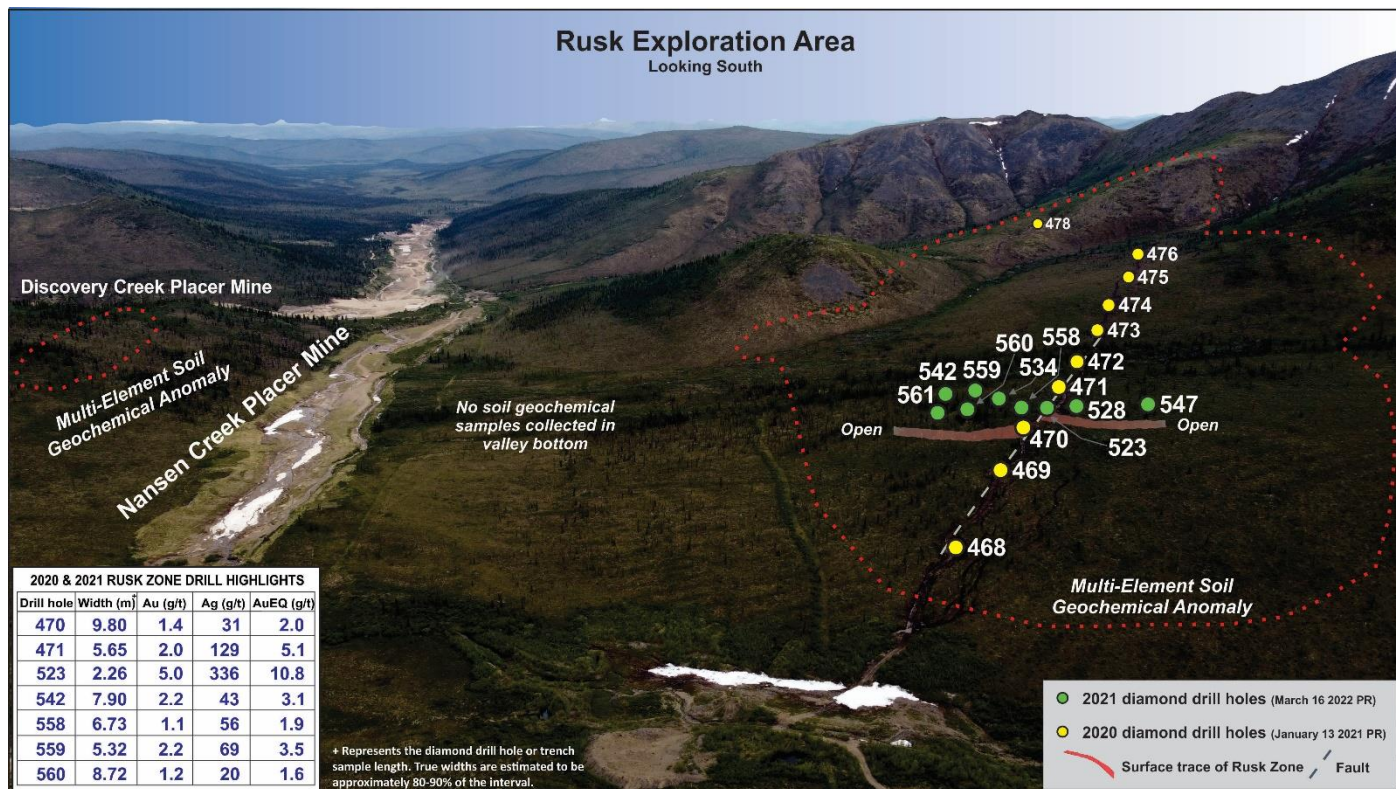 Rusk Exploration Area
Looking South
478
476
475
474
473
558
560
472
534
559
542
471
561
547
528
Open
Open
470
523
469
468
Discovery Creek Placer Mine
Multi-Element Soil
Geochemical Anomaly
Nansen Creek Placer Mine
No soil geochemical
samples collected in
valley bottom
Multi-Element Soil
Geochemical Anomaly
2020 & 2021 RUSK ZONE DRILL HIGHLIGHTS
Drill hole Width (m)+ Au (g/t) Ag (g/t) AuEQ (g/t)
470 9.80 1.4 31 2.0
471 5.65 2.0 129 5.1
523 2.26 5.0 336 10.8
542 7.90 2.2 43 3.1
558 6.73 1.1 56 1.9
559 5.32 2.2 69 3.5
560 8.72 1.2 20 1.6
+ Represents the diamond drill hole or trench
sample length. True widths are estimated to be
approximately 80-90% of the interval.
2021 diamond drill holes (March 16 2022 PR)
2020 diamond drill holes (January 13 2021 PR)
Surface trace of Rusk Zone
Fault